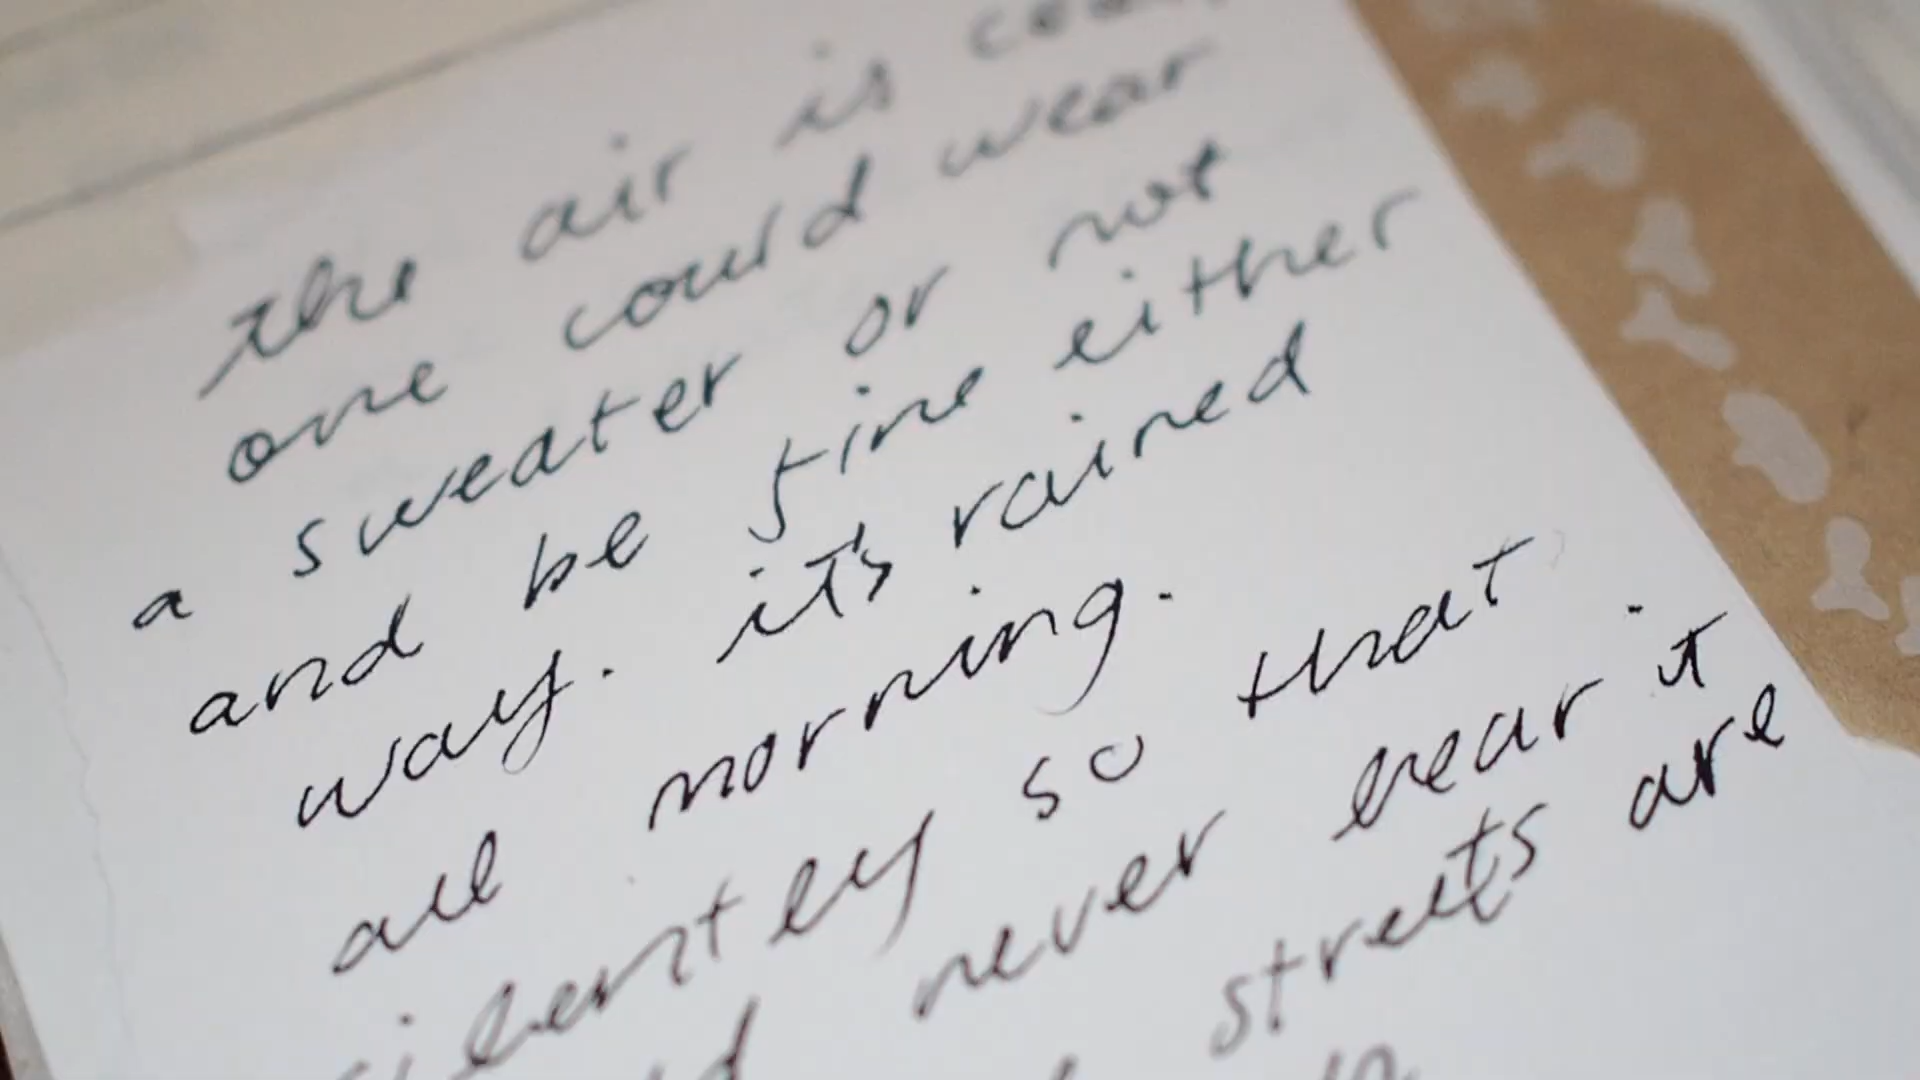 the air is
one could wear
a sweater or not
and be fine either
way. it's rained
all morning.
silently so that
never hear it
streets are